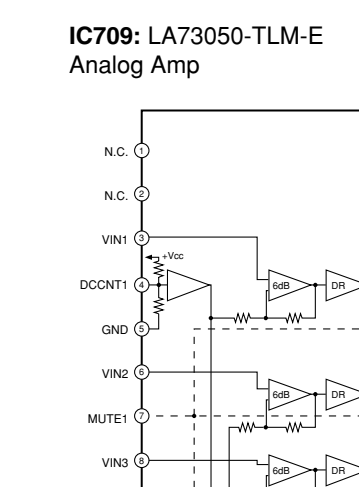 IC709: LA73050-TLM-E
Analog Amp
N.C. 1
N.C. 2
VIN1 3
+Vcc
DCCNT1 4
6dB DR
GND 5
VIN2 6
6dB DR
MUTE1 7
VIN3 8
6dB DR